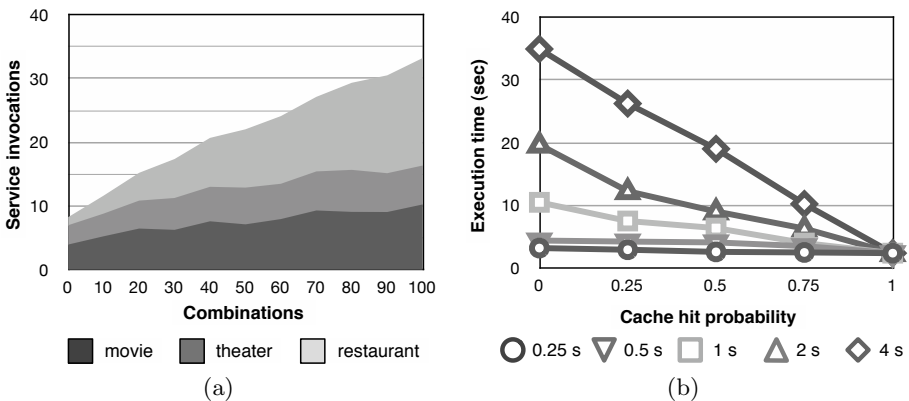 Service invocations
40
30
20
10
0
0 10 20 30 40 50 60 70 80 90 100
Combinations
movie theater restaurant
(a)
Execution time (sec)
40
30
20
10
0
0 0.25 0.5 0.75 1
Cache hit probability
0.25 s 0.5 s 1 s 2 s 4 s
(b)